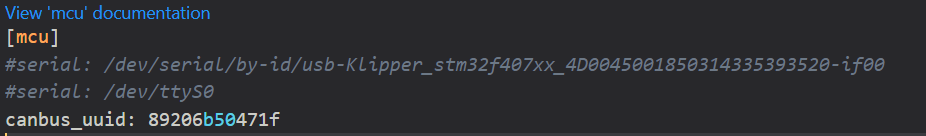 View 'mcu' documentation
[mcu]
#serial: /dev/serial/by-id/usb-Klipper_stm32f407xx_4D0045001850314335393520-if00
#serial: /dev/ttyS0
canbus_uuid: 89206b50471f